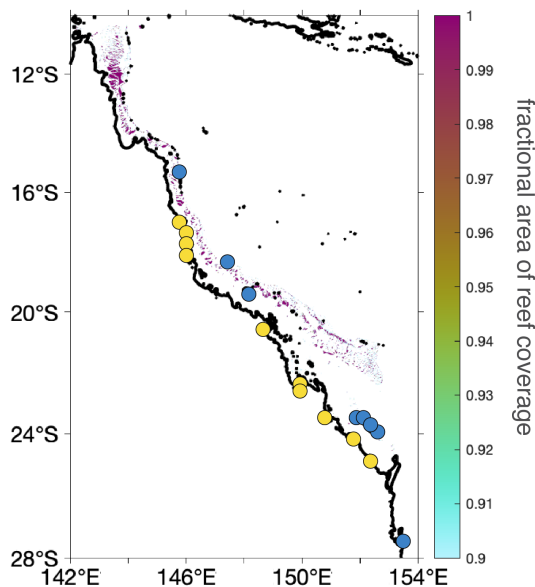 12°S
16°S
20°S
24°S
28°S
142°E
146°E
150°E
154°E
1
0.99
0.98
0.97
0.96
0.95
0.94
0.93
0.92
0.91
0.9
fractional area of reef coverage